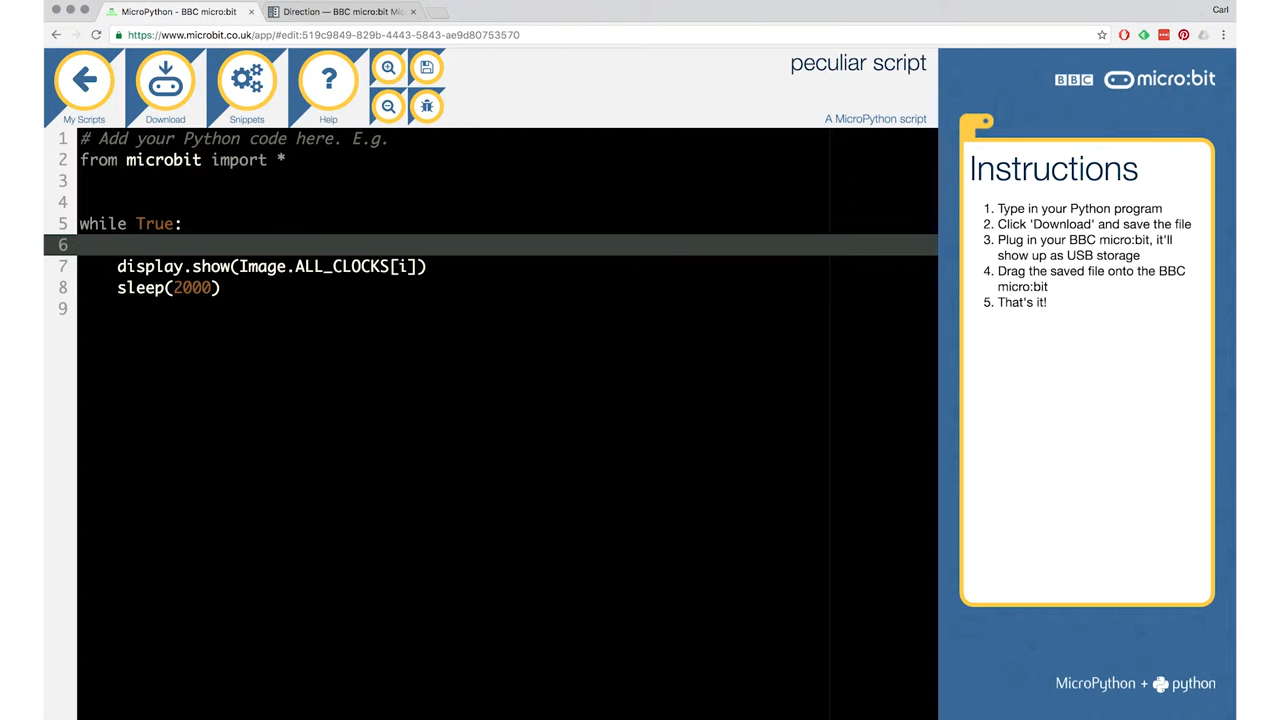 MicroPython - BBC micro:bit
Direction — BBC micro:bit Mic
Carl
https://www.microbit.co.uk/app/#edit:519c9849-829b-4443-5843-ae9d80753570
My Scripts
Download
Snippets
?
Help
peculiar script
A MicroPython script
BBC micro:bit
1 # Add your Python code here. E.g.
2 from microbit import *
3
4
5 while True:
6
7 display.show(Image.ALL_CLOCKS[i])
8 sleep(2000)
9
Instructions
1. Type in your Python program
2. Click 'Download' and save the file
3. Plug in your BBC micro:bit, it'll
show up as USB storage
4. Drag the saved file onto the BBC
micro:bit
5. That's it!
MicroPython + python